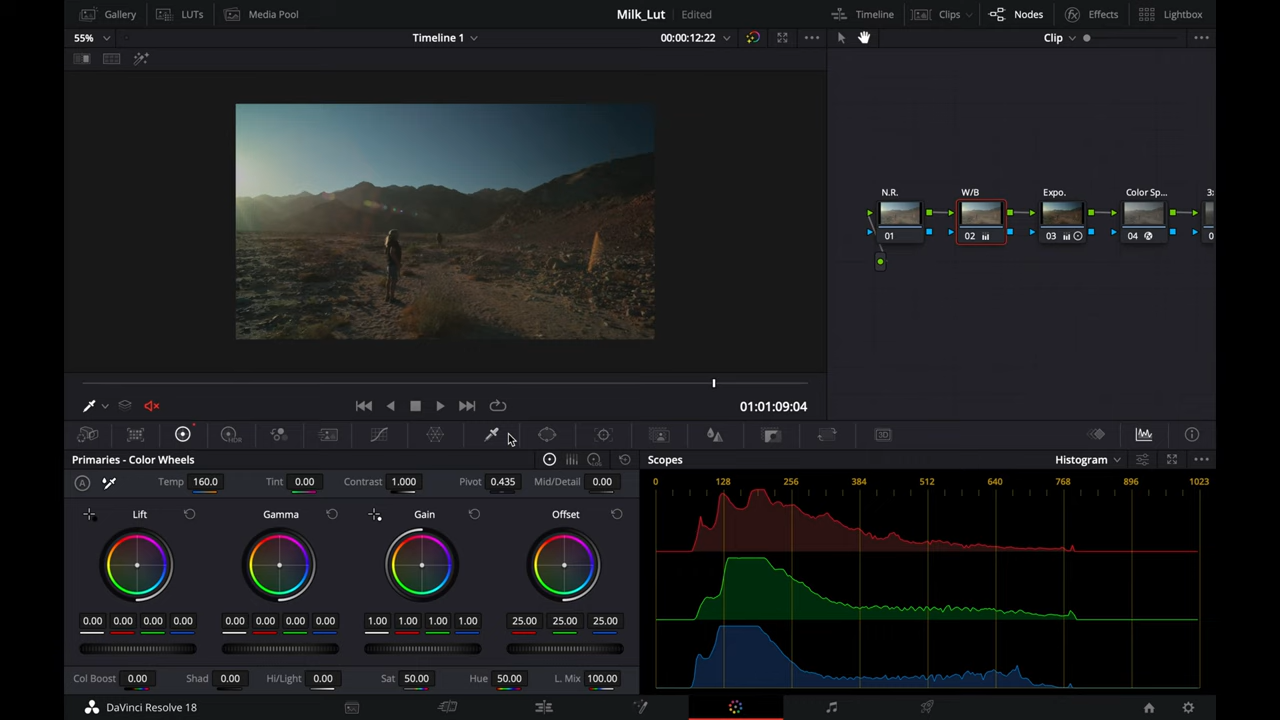 Gallery LUTs Media Pool Milk_Lut Edited Timeline Clips Nodes Effects Lightbox
55% Timeline 1 00:00:12:22 Clip
N.R. W/B Expo. Color Sp...
01 02 03 04
01:01:09:04
HDR 3D
Primaries - Color Wheels Scopes Histogram
A Temp 160.0 Tint 0.00 Contrast 1.000 Pivot 0.435 Mid/Detail 0.00
0 128 256 384 512 640 768 896 1023
Lift Gamma Gain Offset
0.00 0.00 0.00 0.00 0.00 0.00 0.00 0.00 1.00 1.00 1.00 1.00 25.00 25.00 25.00
Col Boost 0.00 Shad 0.00 Hi/Light 0.00 Sat 50.00 Hue 50.00 L. Mix 100.00
DaVinci Resolve 18